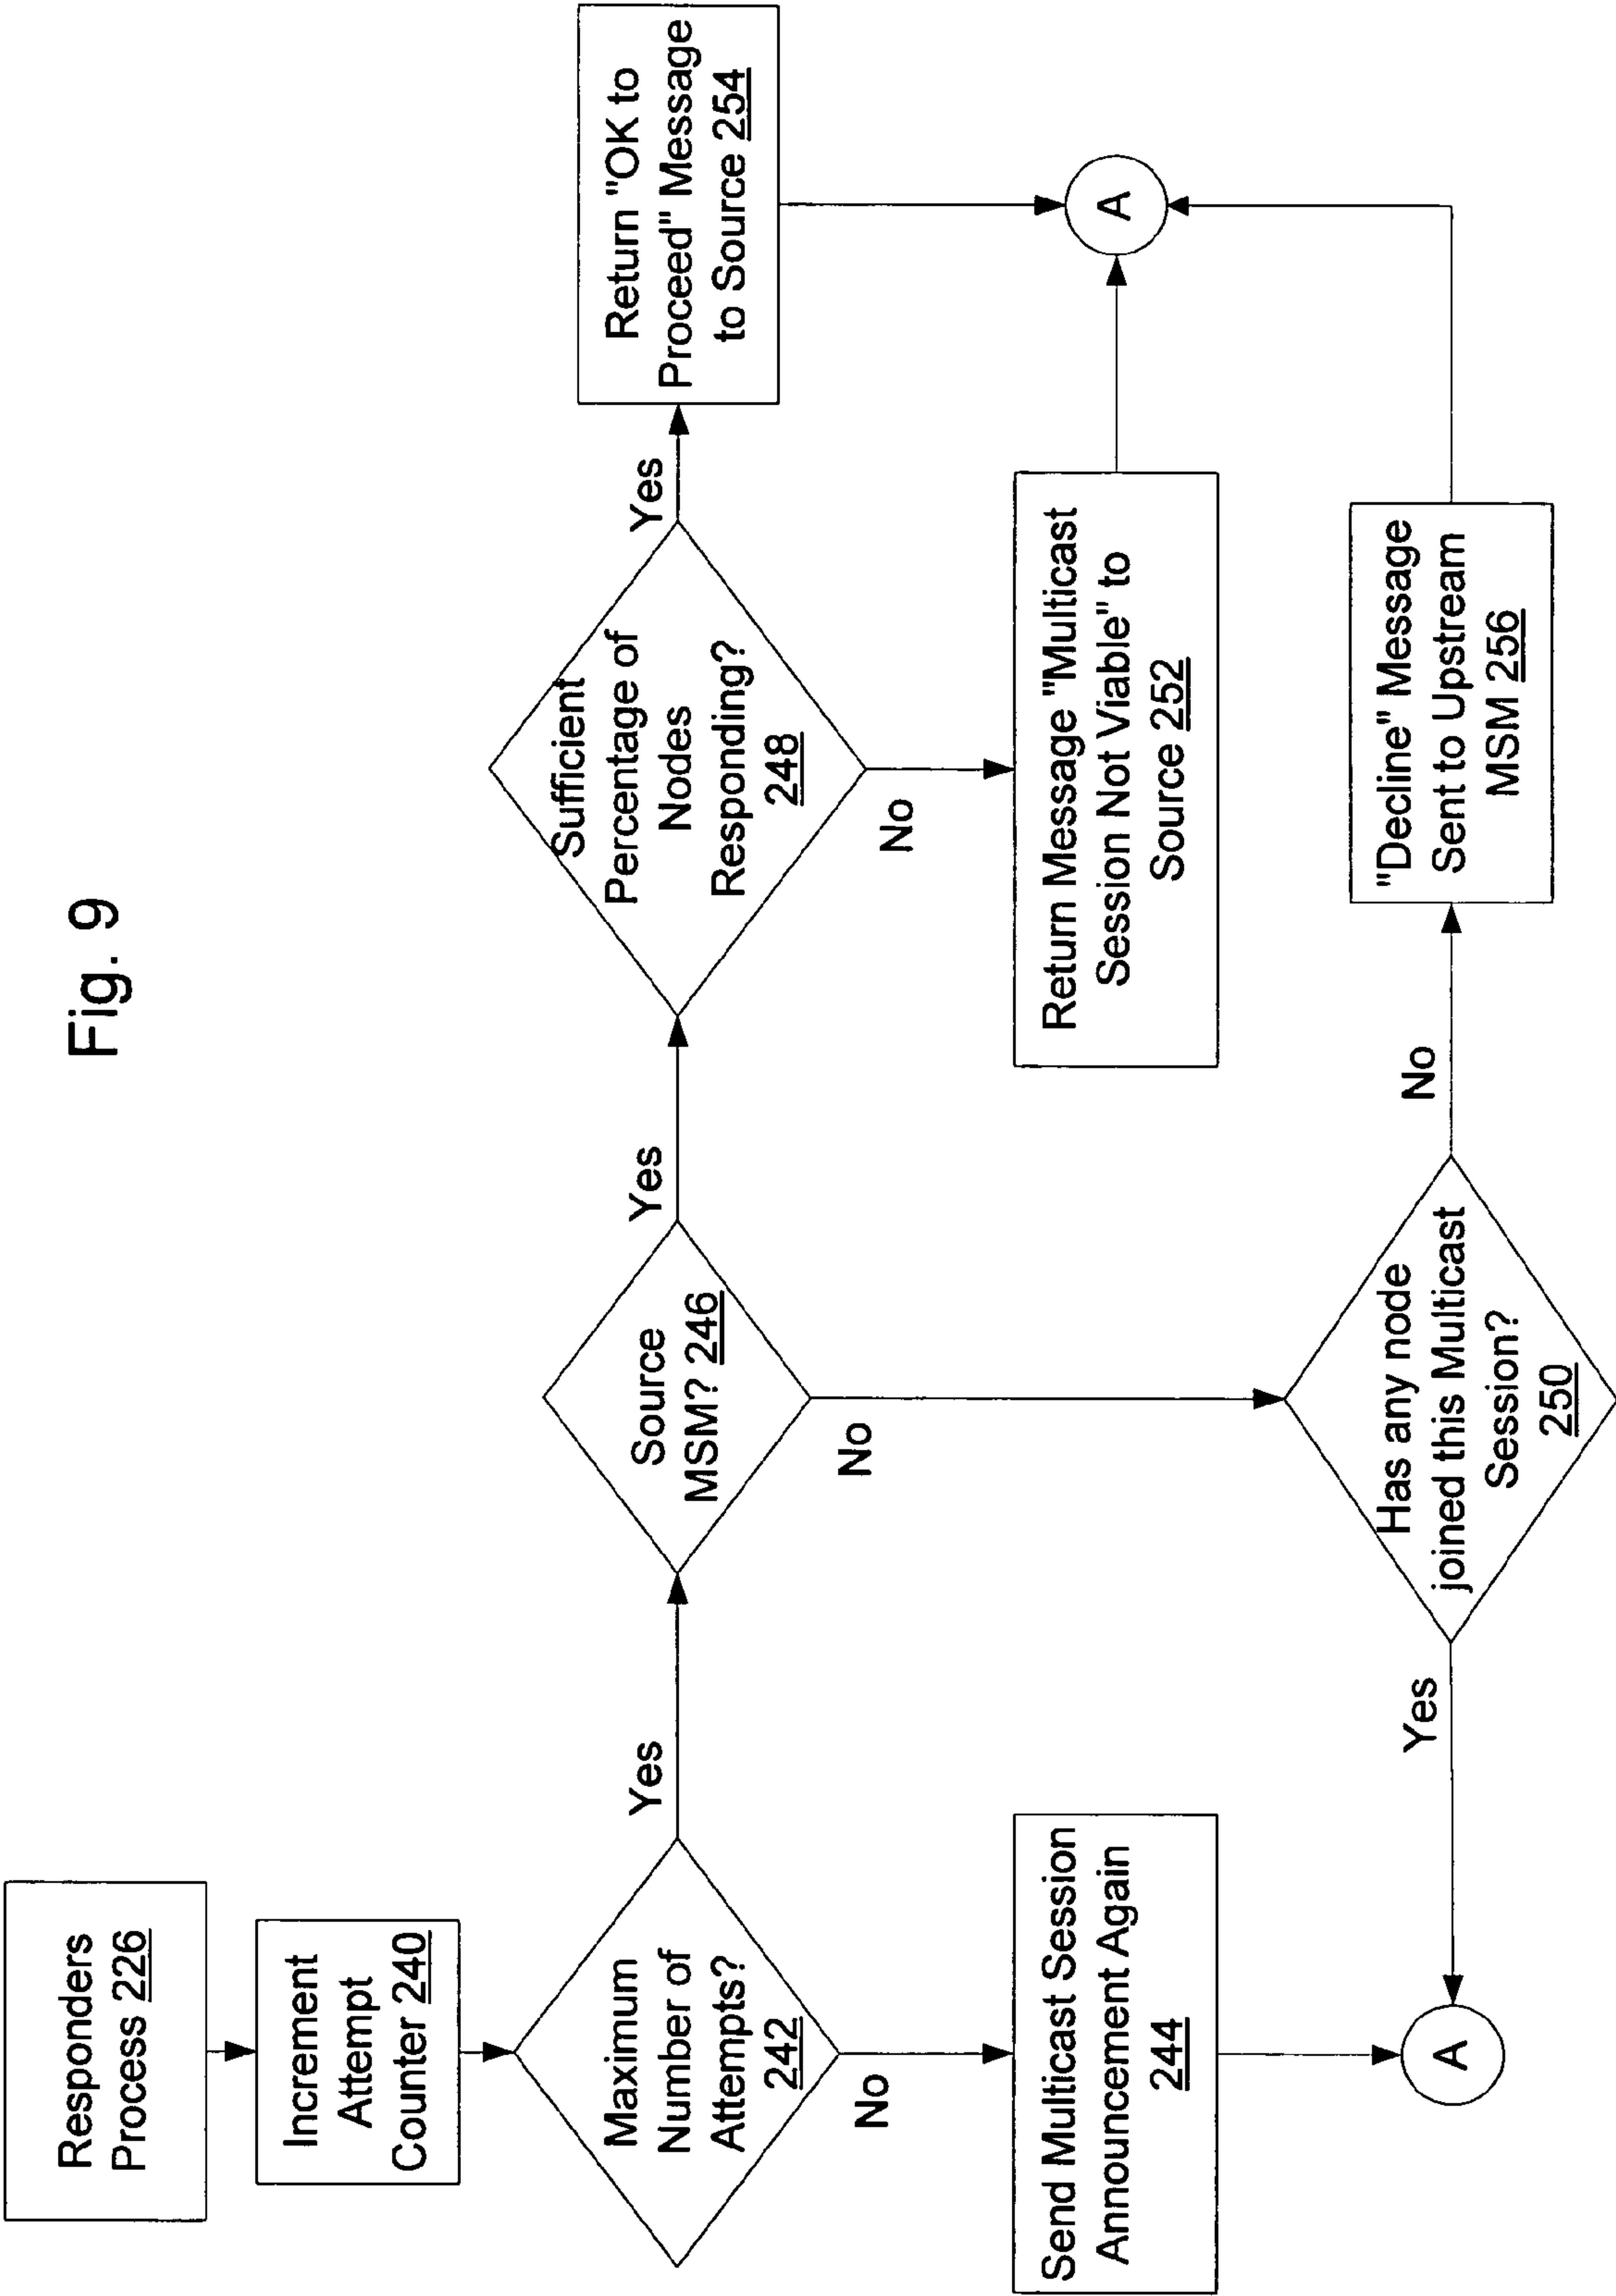 Fig. 9
Responders
Process 226
Increment
Attempt
Counter 240
Maximum
Number of
Attempts?
242
Yes
No
Send Multicast Session
Announcement Again
244
A
Source
MSM? 246
Yes
No
Sufficient
Percentage of
Nodes
Responding?
248
Yes
No
Return "OK to
Proceed" Message
to Source 254
Return Message "Multicast
Session Not Viable" to
Source 252
A
Has any node
joined this Multicast
Session?
250
Yes
No
"Decline" Message
Sent to Upstream
MSM 256